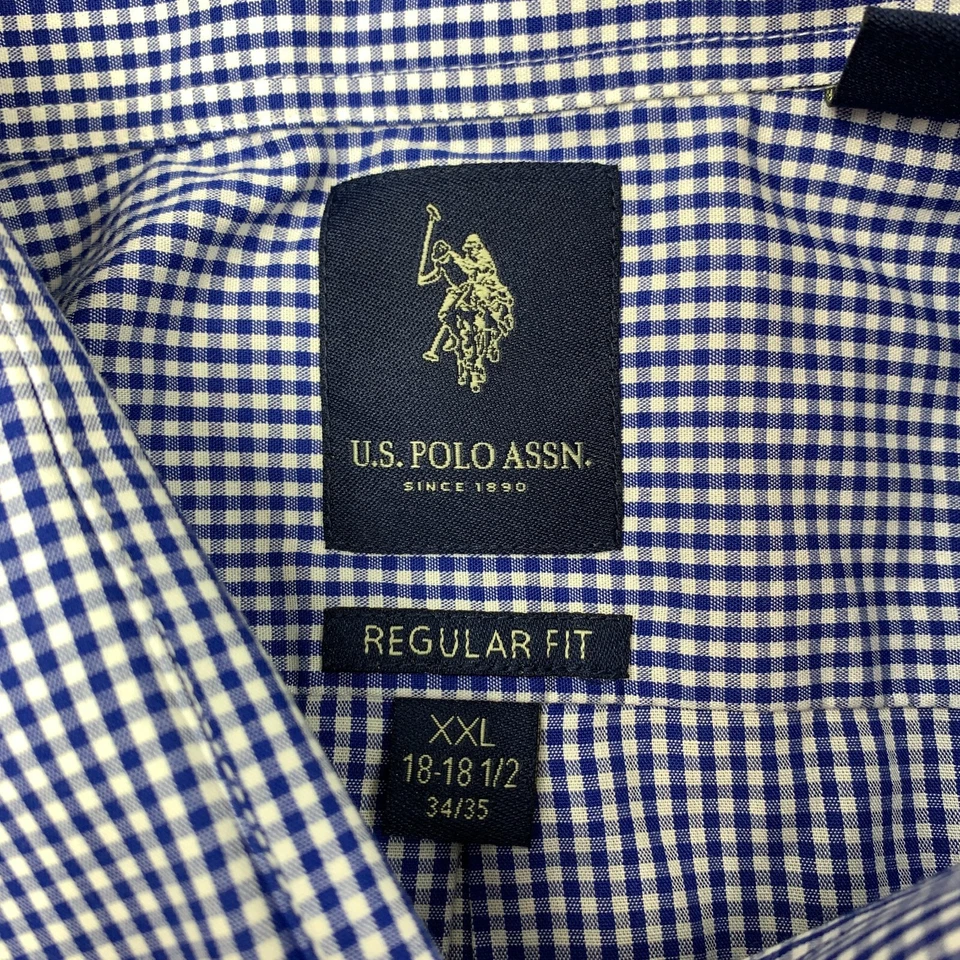 U.S. POLO ASSN.
SINCE 1890
REGULAR FIT
XXL
18-18 1/2
34/35